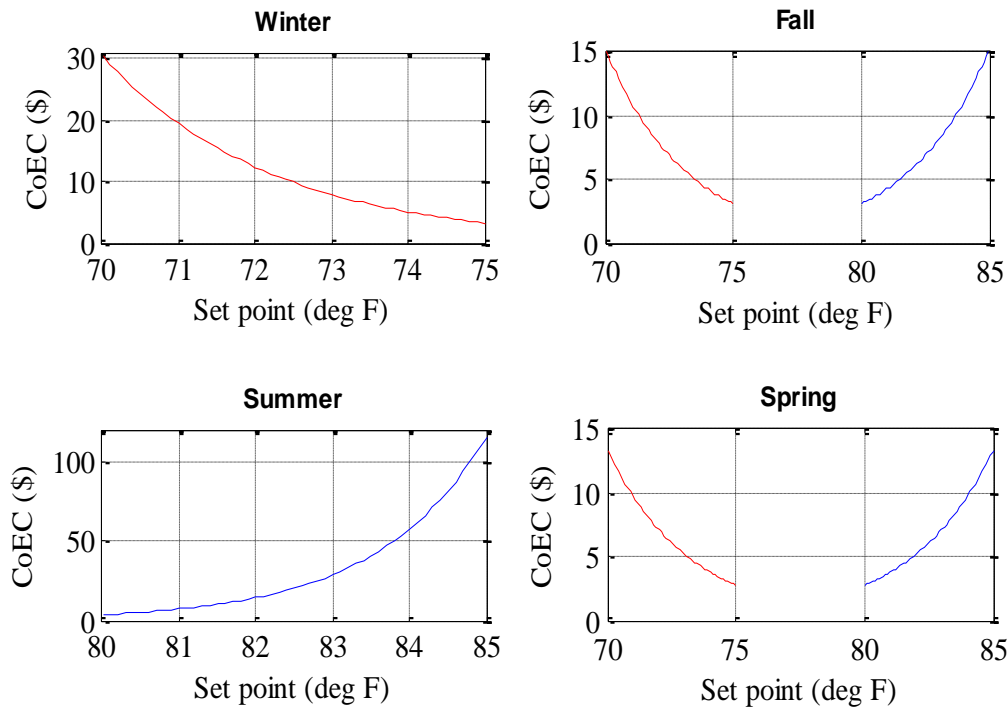 Winter
CoEC ($)
30
20
10
0
70 71 72 73 74 75
Set point (deg F)
Fall
CoEC ($)
15
10
5
0
70 75 80 85
Set point (deg F)
Summer
CoEC ($)
100
50
0
80 81 82 83 84 85
Set point (deg F)
Spring
CoEC ($)
15
10
5
0
70 75 80 85
Set point (deg F)